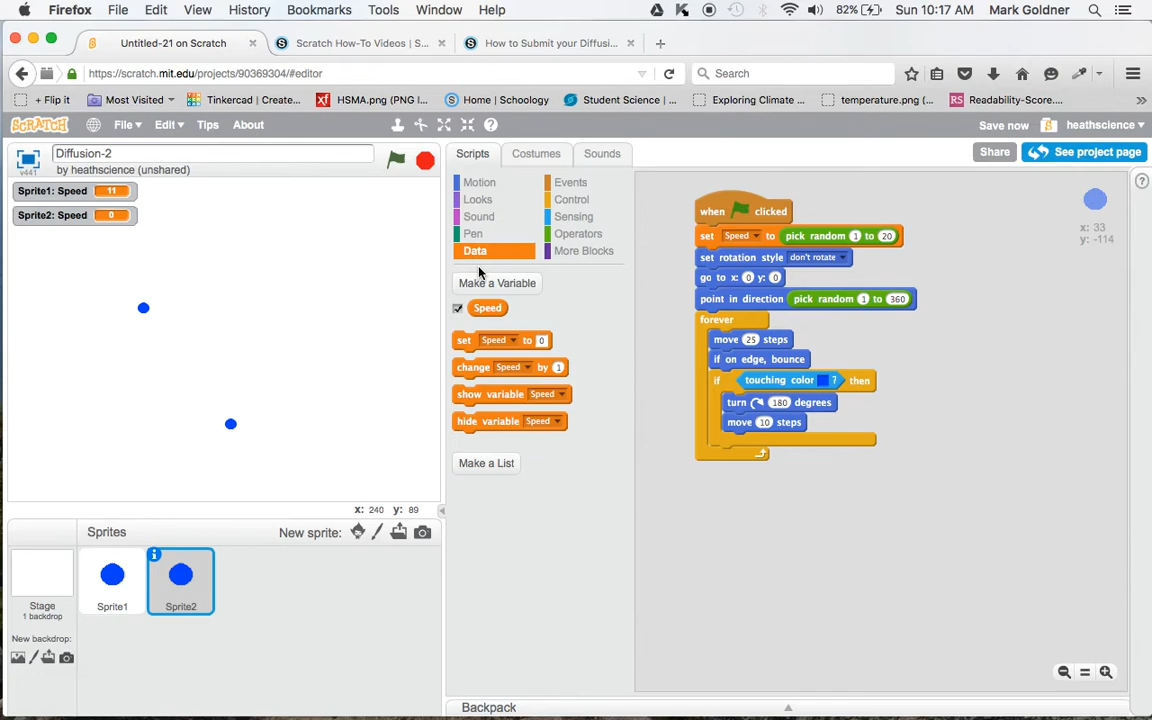 Firefox File Edit View History Bookmarks Tools Window Help 82% Sun 10:17 AM Mark Goldner
Untitled-21 on Scratch × Scratch How-To Videos | S... × How to Submit your Diffusi... × +
https://scratch.mit.edu/projects/90369304/#editor Search
+ Flip it Most Visited Tinkercad | Create... HSMA.png (PNG I... Home | Schoology Student Science | ... Exploring Climate ... temperature.png (... RS Readability-Score.... »
SCRATCH File Edit Tips About Save now heathscience
v441 Diffusion-2
by heathscience (unshared)
Scripts Costumes Sounds Share See project page
Sprite1: Speed 11
Sprite2: Speed 0
Motion Events
Looks Control
Sound Sensing
Pen Operators
Data More Blocks
Make a Variable
Speed
set Speed to 0
change Speed by 1
show variable Speed
hide variable Speed
Make a List
when clicked
set Speed to pick random 1 to 20
set rotation style don't rotate
go to x: 0 y: 0
point in direction pick random 1 to 360
forever
move 25 steps
if on edge, bounce
if touching color ? then
turn 180 degrees
move 10 steps
x: 33
y: -114
x: 240 y: 89
Sprites New sprite:
Stage
1 backdrop
Sprite1 Sprite2
New backdrop:
Backpack